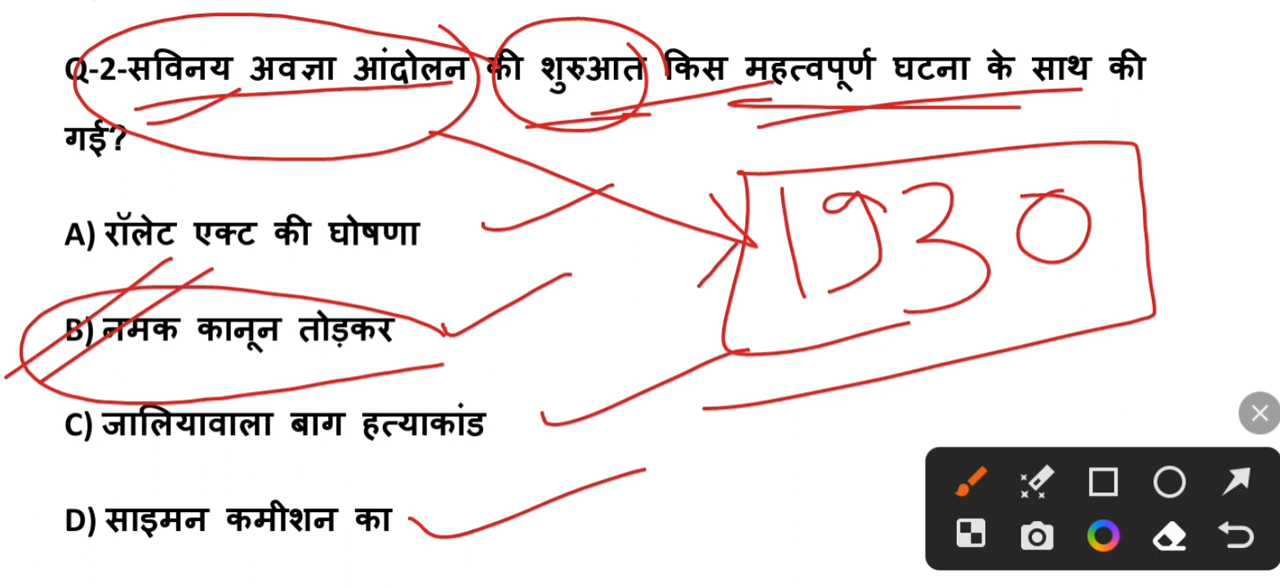 Q-2-सविनय अवज्ञा आंदोलन की शुरुआत किस महत्वपूर्ण घटना के साथ की
गई?
A) रॉलेट एक्ट की घोषणा
1930
B) नमक कानून तोड़कर
C) जालियावाला बाग हत्याकांड
D) साइमन कमीशन का